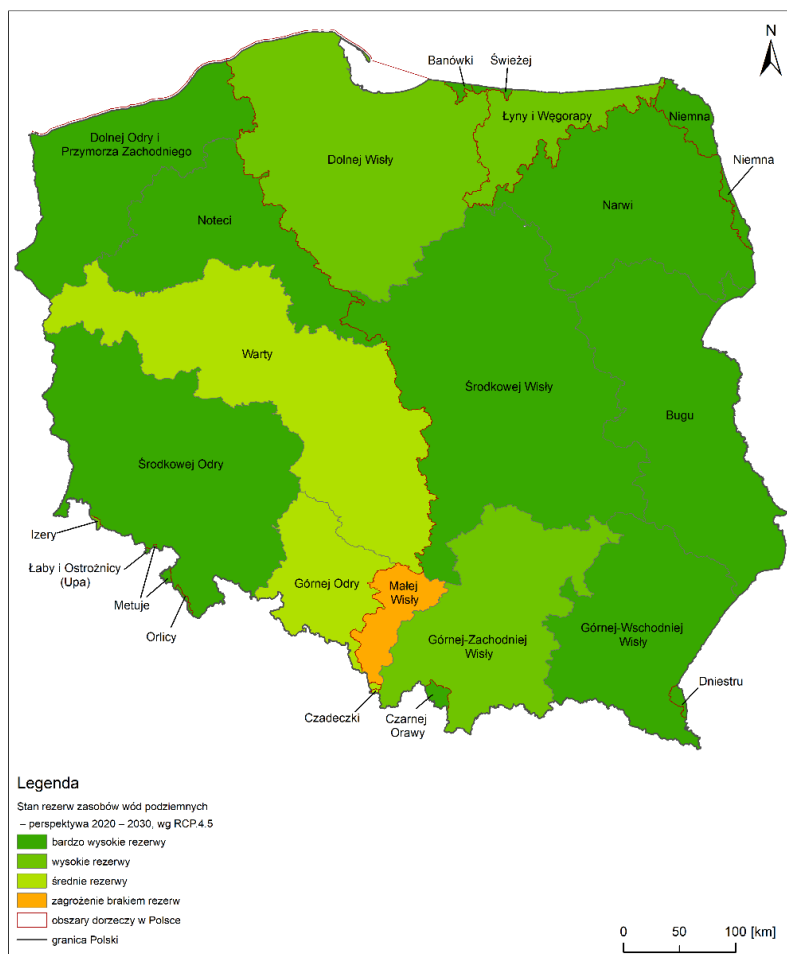 N
Banówki
Świeżej
Łyny i Węgorapy
Niemna
Dolnej Odry i
Przymorza Zachodniego
Dolnej Wisły
Niemna
Narwi
Noteci
Warty
Środkowej Wisły
Bugu
Środkowej Odry
Izery
Łaby i Ostrożnicy
(Upa)
Metuje
Orlicy
Górnej Odry
Małej
Wisły
Górnej-Zachodniej
Wisły
Górnej-Wschodniej
Wisły
Dniestru
Czadeczki
Czarnej
Orawy
Legenda
Stan rezerw zasobów wód podziemnych
– perspektywa 2020 – 2030, wg RCP.4.5
bardzo wysokie rezerwy
wysokie rezerwy
średnie rezerwy
zagrożenie brakiem rezerw
obszary dorzeczy w Polsce
granica Polski
0 50 100 [km]